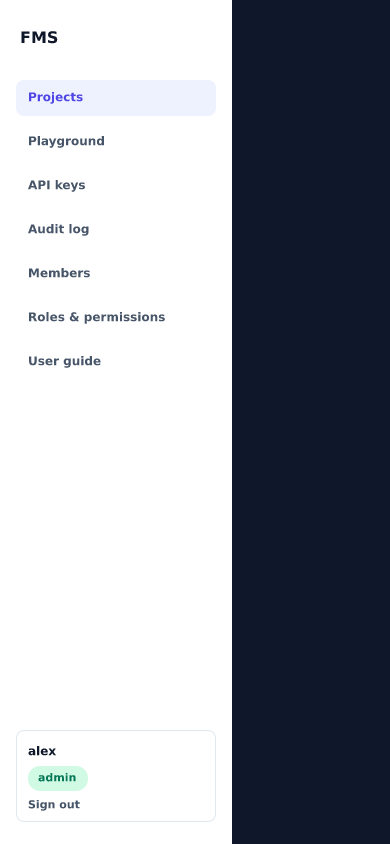 FMS
Projects
Playground
API keys
Audit log
Members
Roles & permissions
User guide
alex
admin
Sign out